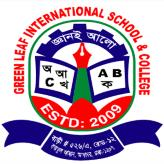 GREEN LEAF INTERNATIONAL SCHOOL & COLLEGE
জ্ঞানই আলো
অ আ A B
C খ ক
ESTD: 2009